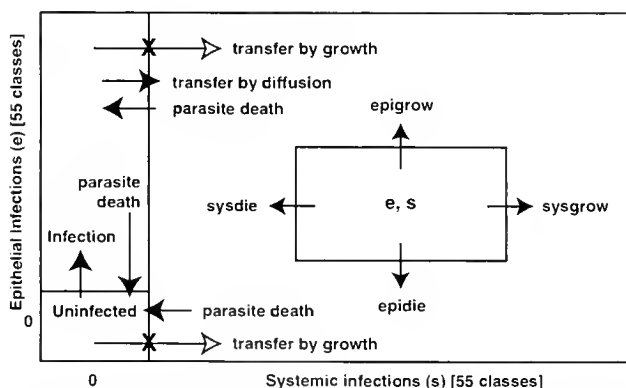 transfer by growth
transfer by diffusion
parasite death
epigrow
sysdie
e, s
sysgrow
epidie
parasite
death
Infection
Uninfected
parasite death
transfer by growth
Epithelial infections (e) [55 classes]
0
0
Systemic infections (s) [55 classes]